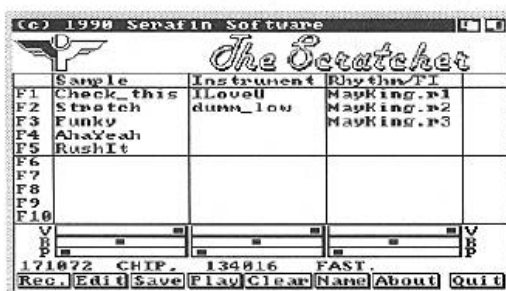 (c) 1990 Serafin Software
The Scratcher
Sample Instrument Rhythm/TI
F1 Check_this ILoveU MayKing.r1
F2 Stretch dumm_low MayKing.r2
F3 Funky MayKing.r3
F4 AhaYeah
F5 RushIt
F6
F7
F8
F9
F10
V V
B B
P P
171072 CHIP, 134016 FAST.
Rec. Edit Save Play Clear Name About Quit